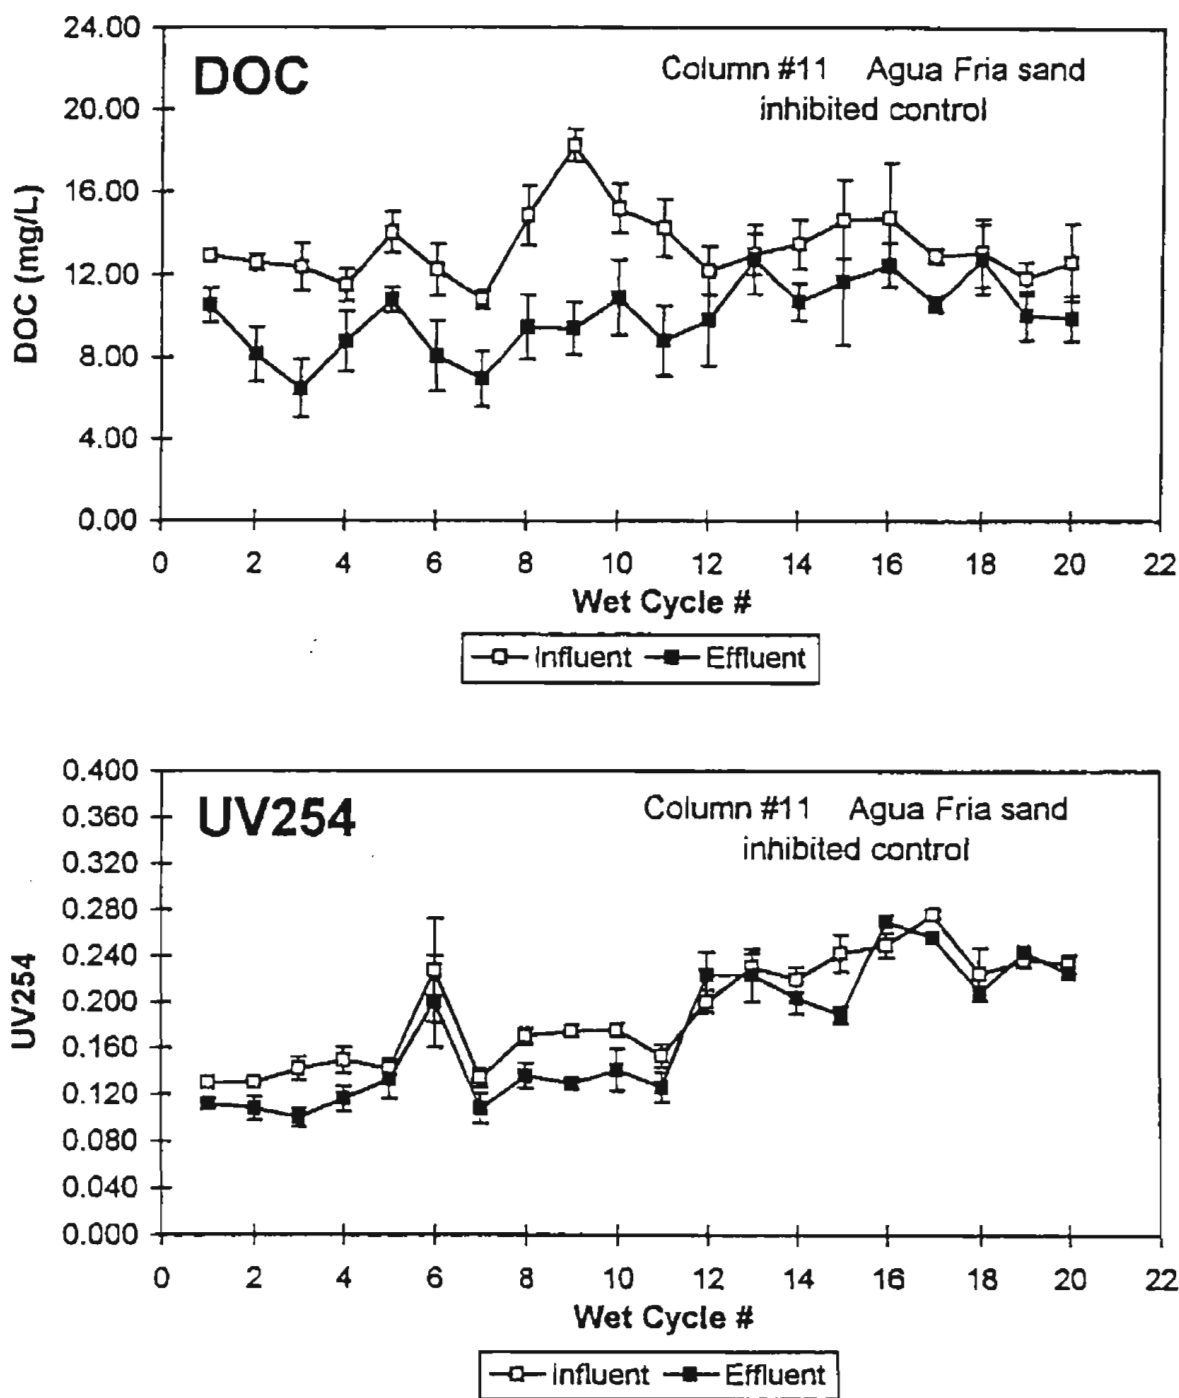 DOC
Column #11 Agua Fria sand
inhibited control
DOC (mg/L)
24.00
20.00
16.00
12.00
8.00
4.00
0.00
0 2 4 6 8 10 12 14 16 18 20 22
Wet Cycle #
Influent Effluent
UV254
Column #11 Agua Fria sand
inhibited control
UV254
0.400
0.360
0.320
0.280
0.240
0.200
0.160
0.120
0.080
0.040
0.000
0 2 4 6 8 10 12 14 16 18 20 22
Wet Cycle #
Influent Effluent